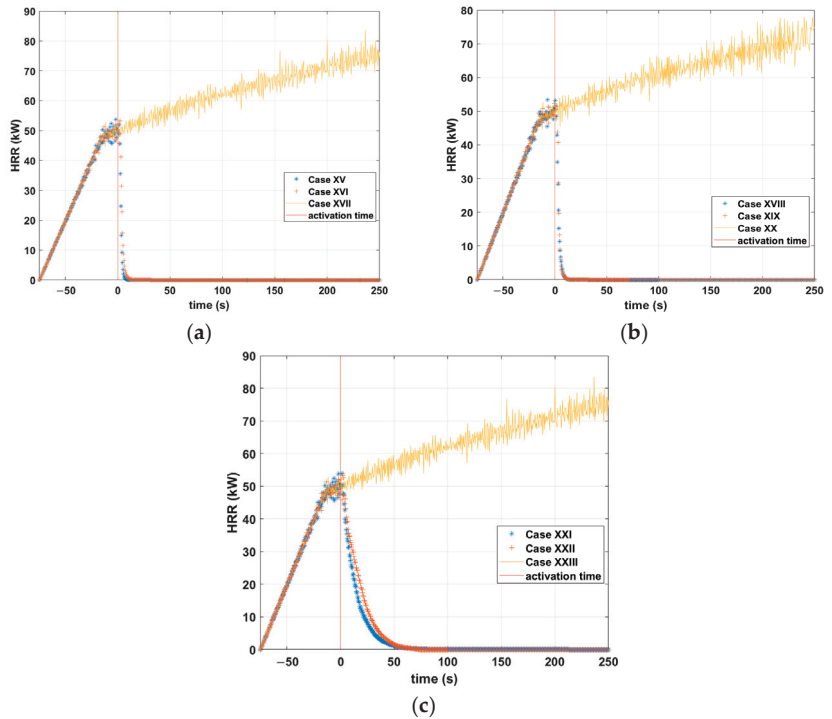 90
80
70
60
50
40
30
20
10
0
HRR (kW)
−50 0 50 100 150 200 250
time (s)
Case XV
Case XVI
Case XVII
activation time
(a)
80
70
60
50
40
30
20
10
0
HRR (kW)
−50 0 50 100 150 200 250
time (s)
Case XVIII
Case XIX
Case XX
activation time
(b)
90
80
70
60
50
40
30
20
10
0
HRR (kW)
−50 0 50 100 150 200 250
time (s)
Case XXI
Case XXII
Case XXIII
activation time
(c)